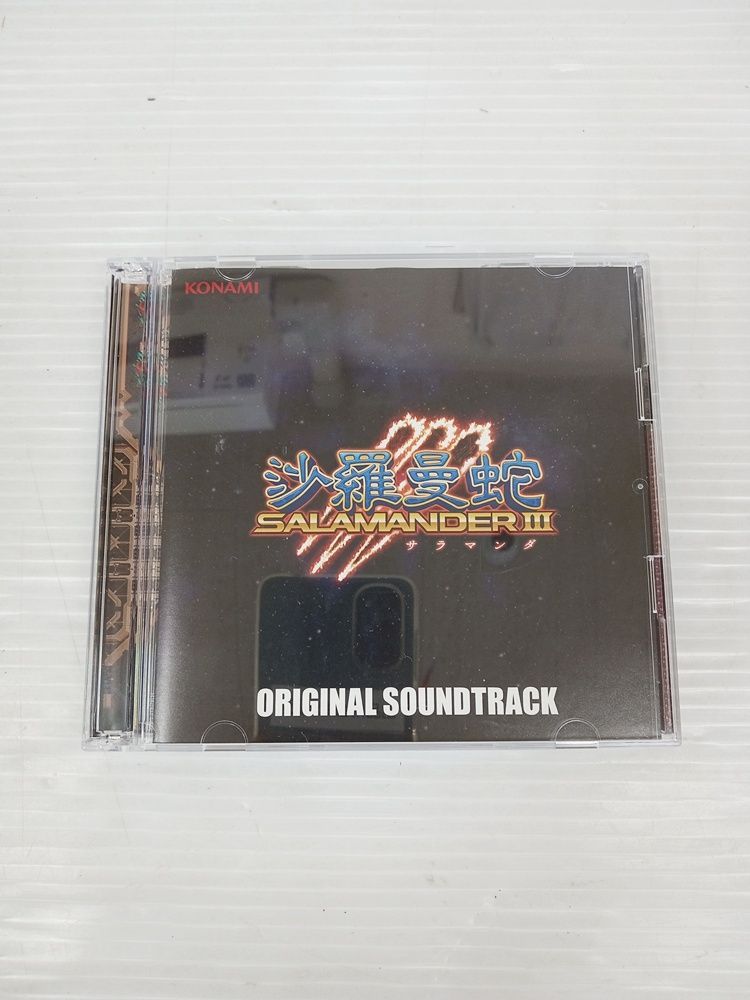 KONAMI
沙羅曼蛇
SALAMANDER III
サラマンダ
ORIGINAL SOUNDTRACK